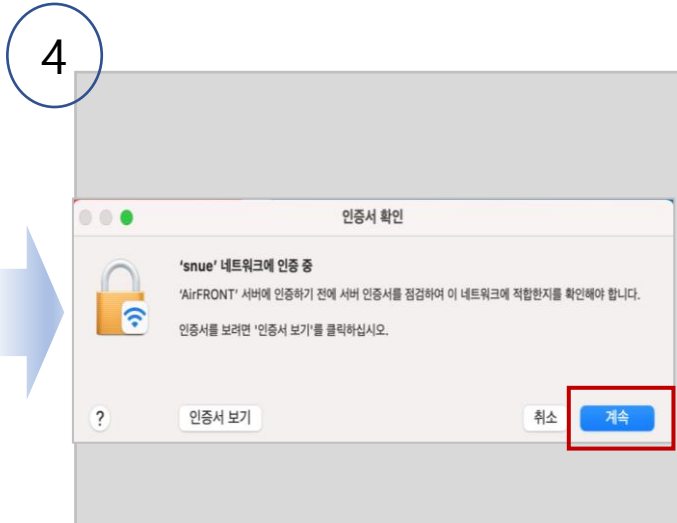 4
인증서 확인
'snue' 네트워크에 인증 중
'AirFRONT' 서버에 인증하기 전에 서버 인증서를 점검하여 이 네트워크에 적합한지를 확인해야 합니다.
인증서를 보려면 '인증서 보기'를 클릭하십시오.
? 인증서 보기 취소 계속